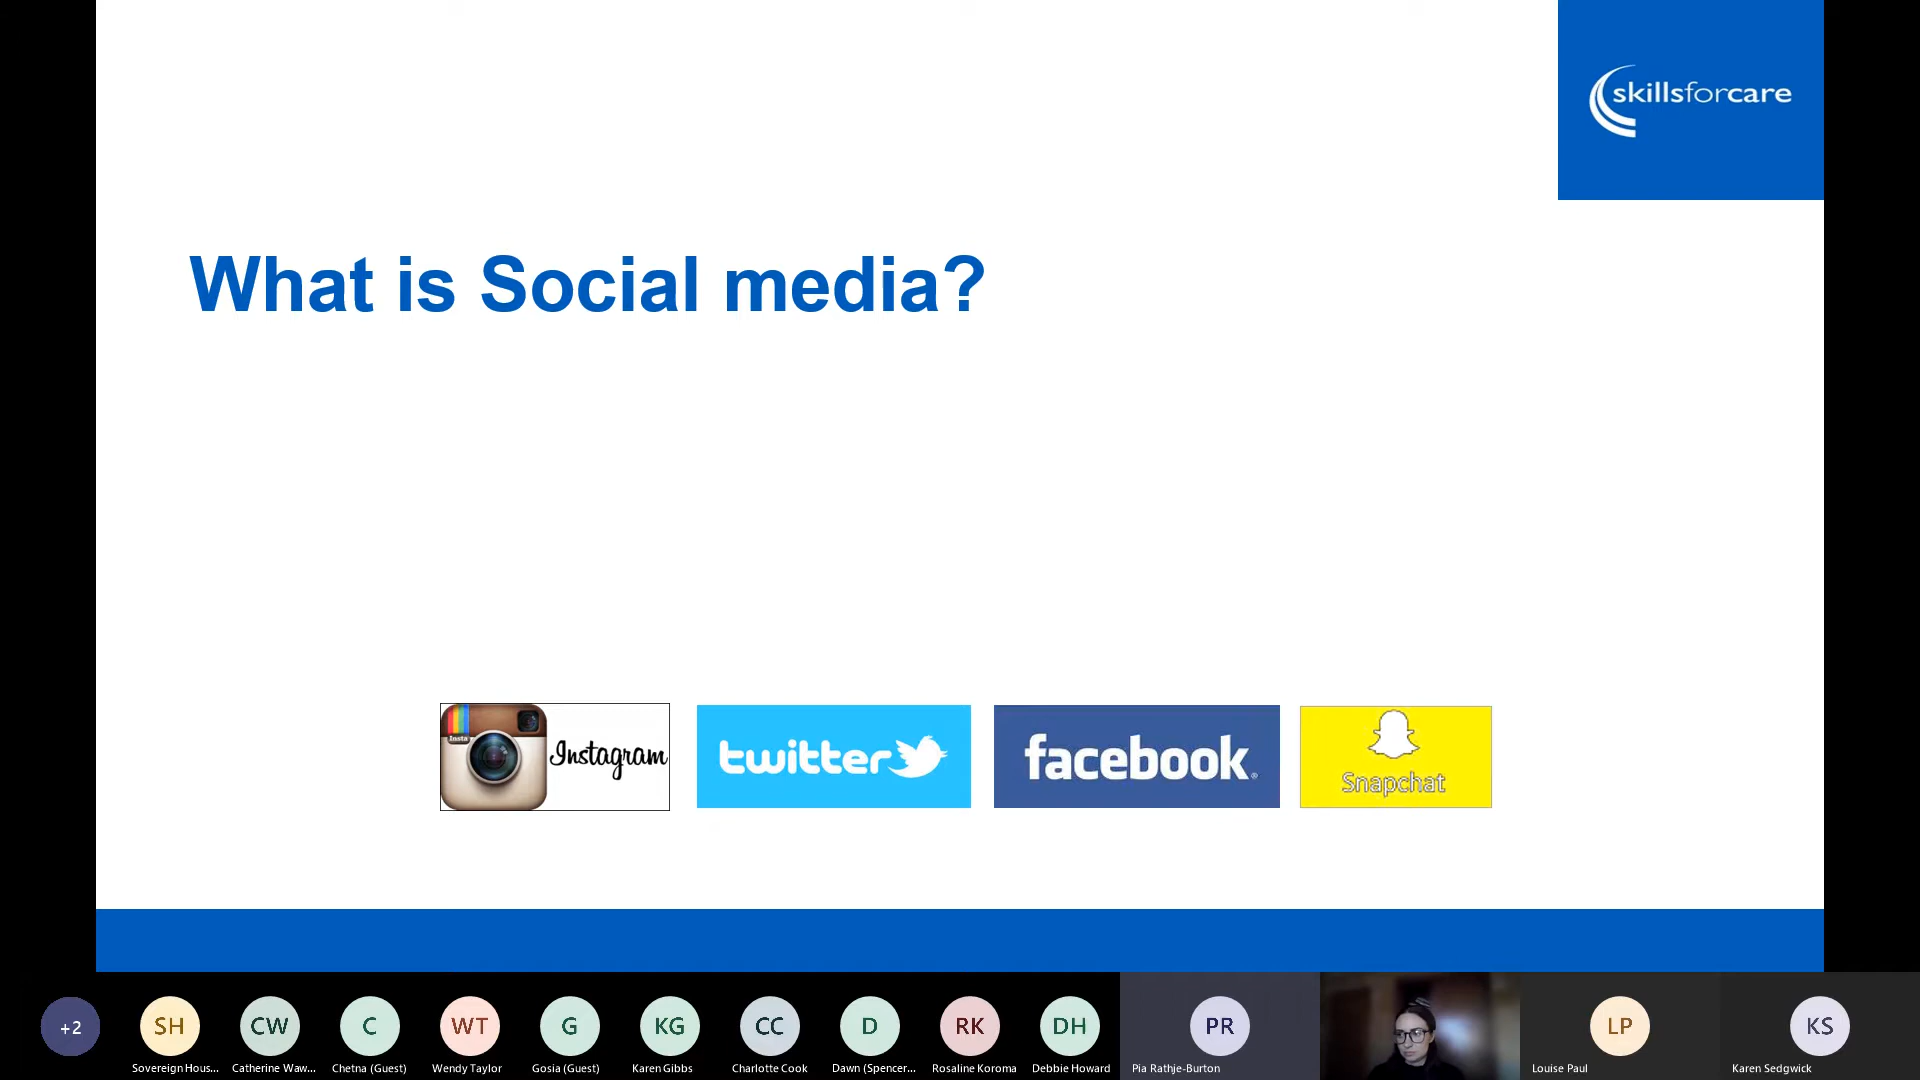 skillsforcare
What is Social media?
Insta
Instagram
twitter
facebook®
Snapchat
+2
SH
CW
C
WT
G
KG
CC
D
RK
DH
PR
LP
KS
Sovereign Hous...
Catherine Waw...
Chetna (Guest)
Wendy Taylor
Gosia (Guest)
Karen Gibbs
Charlotte Cook
Dawn (Spencer...
Rosaline Koroma
Debbie Howard
Pia Rathje-Burton
Louise Paul
Karen Sedgwick